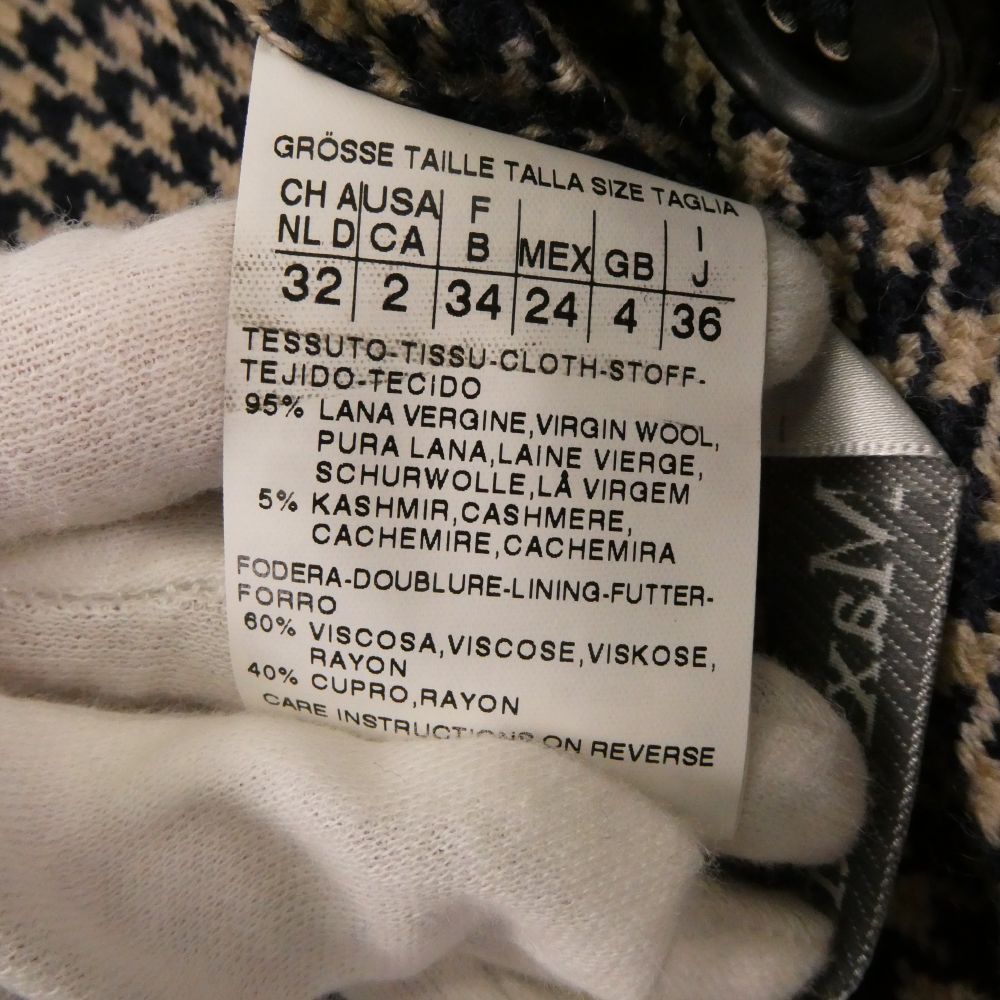 GRÖSSE TAILLE TALLA SIZE TAGLIA
CH A USA F I
NL D CA B MEX GB J
32 2 34 24 4 36
TESSUTO-TISSU-CLOTH-STOFF-
TEJIDO-TECIDO
95% LANA VERGINE,VIRGIN WOOL,
PURA LANA,LAINE VIERGE,
SCHURWOLLE,LÅ VIRGEM
5% KASHMIR,CASHMERE,
CACHEMIRE,CACHEMIRA
FODERA-DOUBLURE-LINING-FUTTER-
FORRO
60% VISCOSA,VISCOSE,VISKOSE,
RAYON
40% CUPRO,RAYON
CARE INSTRUCTIONS ON REVERSE
MaxM